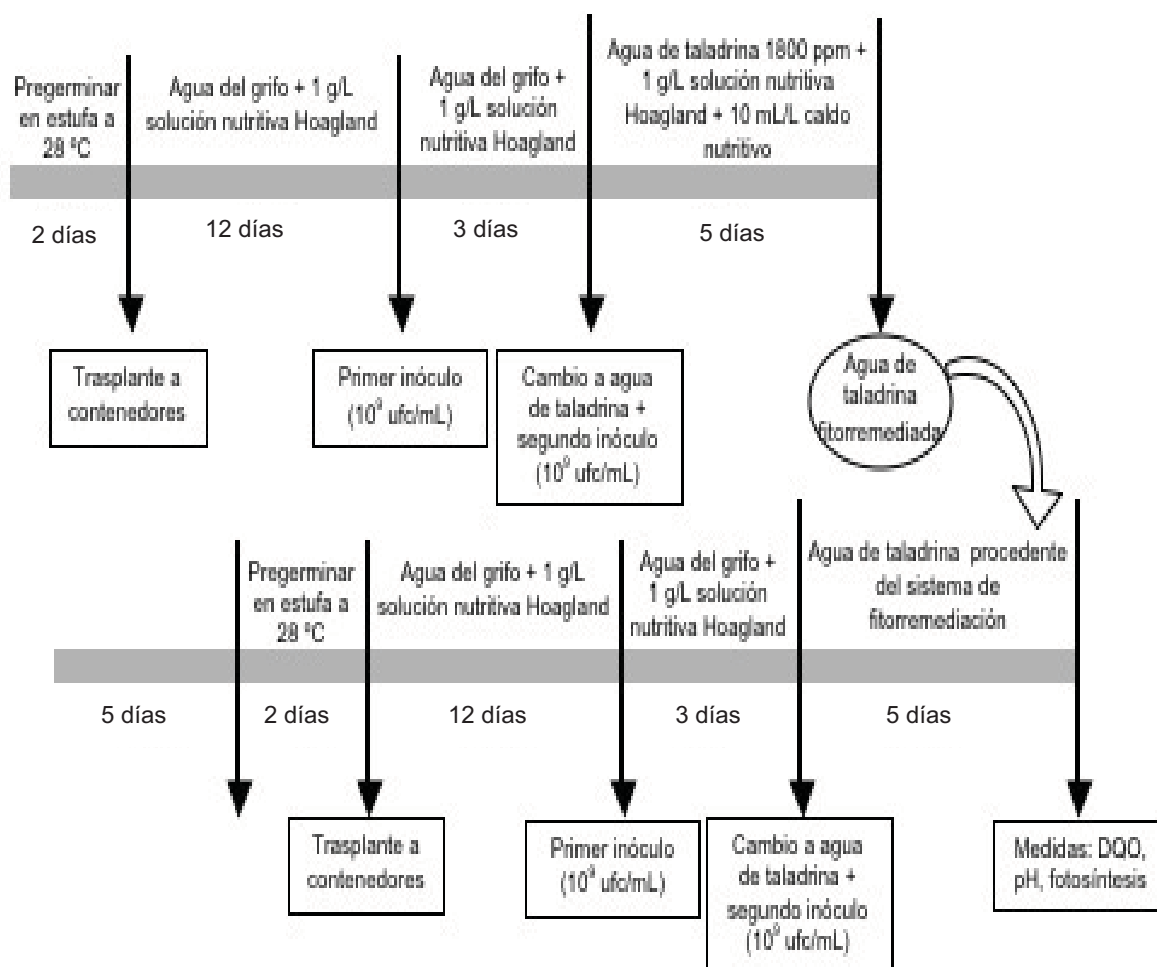 Pregerminar
en estufa a
28 ºC
Agua del grifo + 1 g/L
solución nutritiva Hoagland
Agua del grifo +
1 g/L solución
nutritiva Hoagland
Agua de taladrina 1800 ppm +
1 g/L solución nutritiva
Hoagland + 10 mL/L caldo
nutritivo
2 días
12 días
3 días
5 días
Trasplante a
contenedores
Primer inóculo
(10⁹ ufc/mL)
Cambio a agua
de taladrina +
segundo inóculo
(10⁹ ufc/mL)
Agua de
taladrina
fitorremediada
Pregerminar
en estufa a
28 ºC
Agua del grifo + 1 g/L
solución nutritiva Hoagland
Agua del grifo +
1 g/L solución
nutritiva Hoagland
Agua de taladrina procedente
del sistema de
fitorremediación
5 días
2 días
12 días
3 días
5 días
Trasplante a
contenedores
Primer inóculo
(10⁹ ufc/mL)
Cambio a agua
de taladrina +
segundo inóculo
(10⁹ ufc/mL)
Medidas: DQO,
pH, fotosíntesis